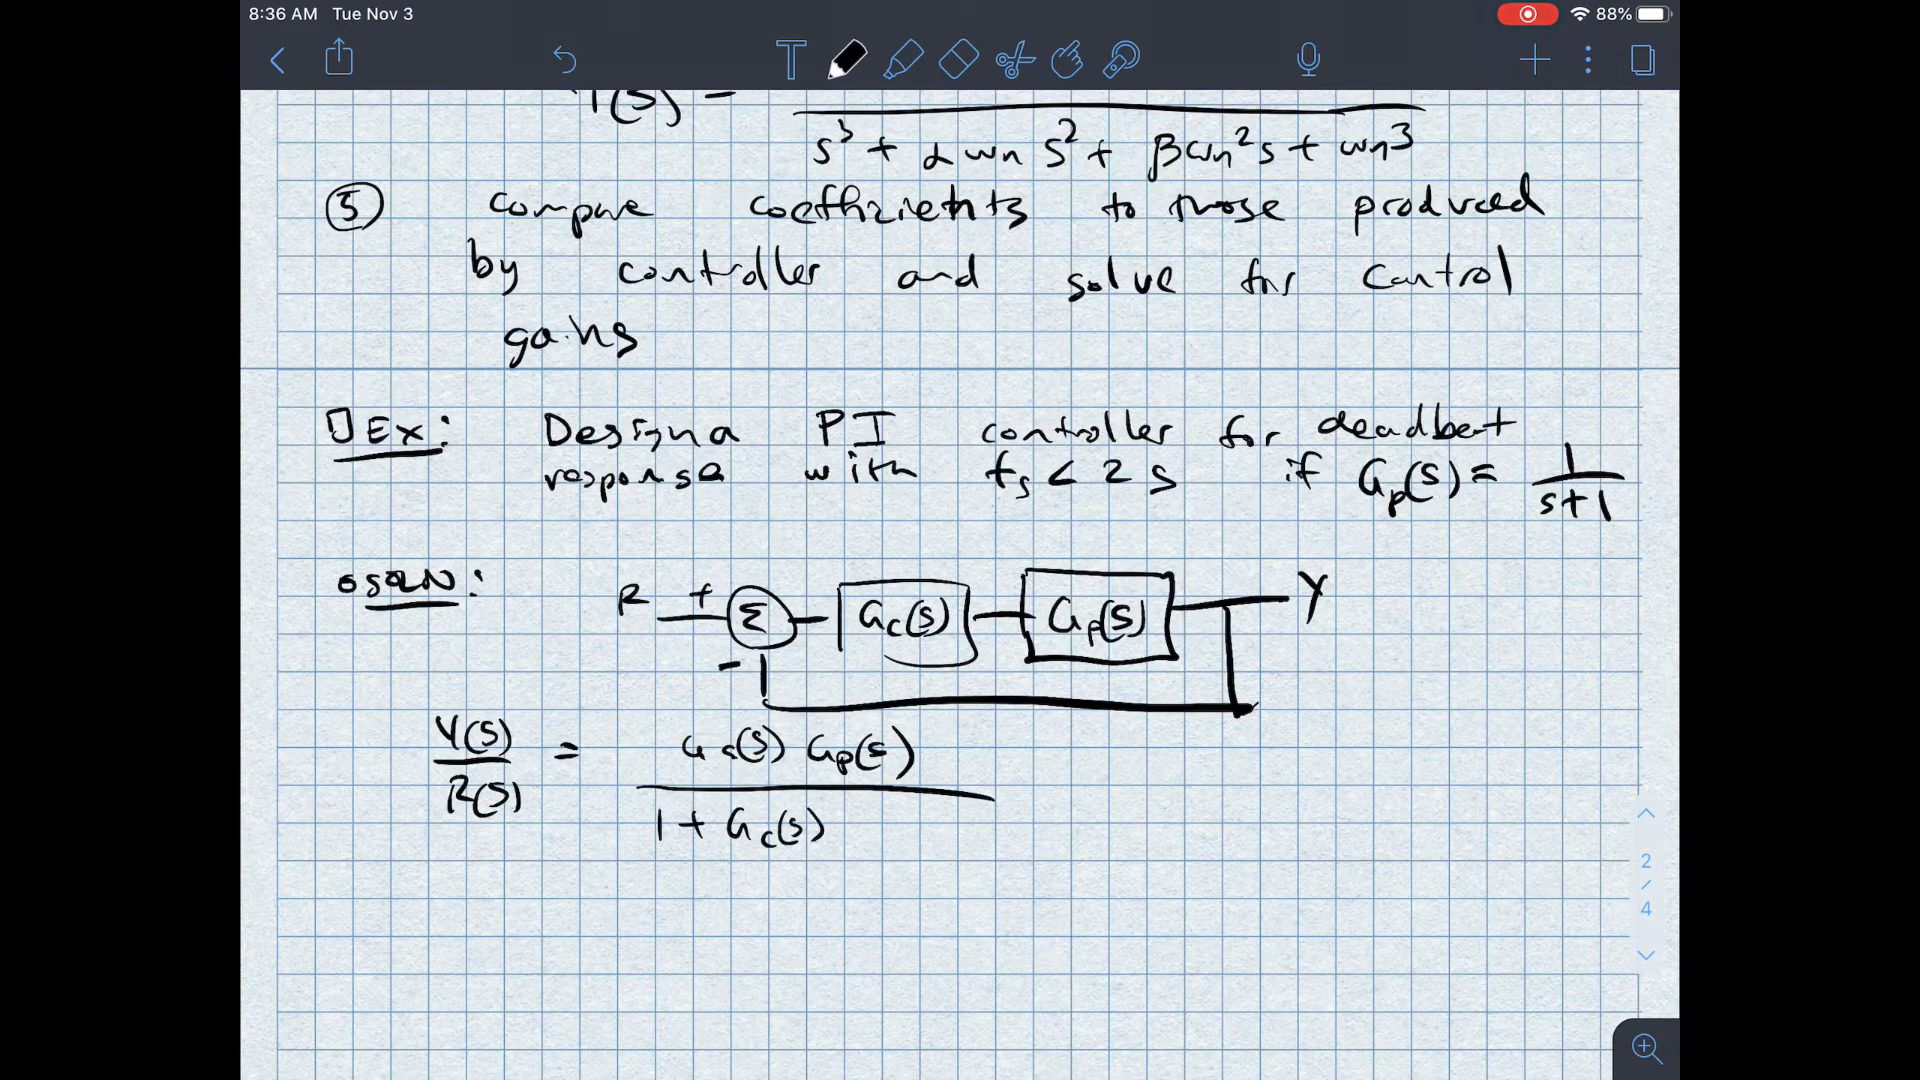 8:36 AM Tue Nov 3
88%
T
Y(s) =
s³ + αωn s² + βωn²s + ωn³
⑤ compare coefficients to those produced
by controller and solve for control
gains
Ex: Design a PI controller for deadbeat
response with ts < 2 s if Gp(s) = 1/(s+1)
soln:
R + Σ Gc(s) Gp(s) Y
-
Y(s)/R(s) = Gc(s) Gp(s)
1 + Gc(s)
2
/
4